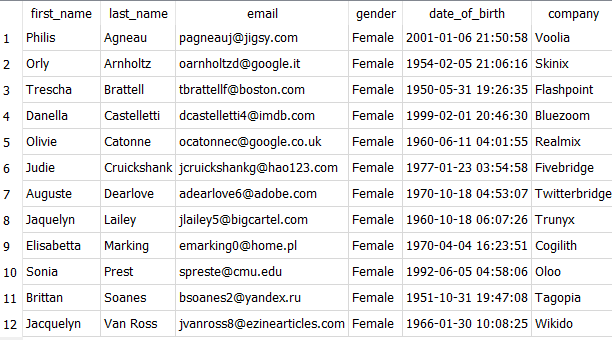 first_name last_name email gender date_of_birth company
1 Philis Agneau pagneauj@jigsy.com Female 2001-01-06 21:50:58 Voolia
2 Orly Arnholtz oarnholtzd@google.it Female 1954-02-05 21:06:16 Skinix
3 Trescha Brattell tbrattellf@boston.com Female 1950-05-31 19:26:35 Flashpoint
4 Danella Castelletti dcastelletti4@imdb.com Female 1999-02-01 20:46:30 Bluezoom
5 Olivie Catonne ocatonnec@google.co.uk Female 1960-06-11 04:01:55 Realmix
6 Judie Cruickshank jcruickshankg@hao123.com Female 1977-01-23 03:54:58 Fivebridge
7 Auguste Dearlove adearlove6@adobe.com Female 1970-10-18 04:53:07 Twitterbridge
8 Jaquelyn Lailey jlailey5@bigcartel.com Female 1960-10-18 06:07:26 Trunyx
9 Elisabetta Marking emarking0@home.pl Female 1970-04-04 16:23:51 Cogilith
10 Sonia Prest spreste@cmu.edu Female 1992-06-05 04:58:06 Oloo
11 Brittan Soanes bsoanes2@yandex.ru Female 1951-10-31 19:47:08 Tagopia
12 Jacquelyn Van Ross jvanross8@ezinearticles.com Female 1966-01-30 10:08:25 Wikido